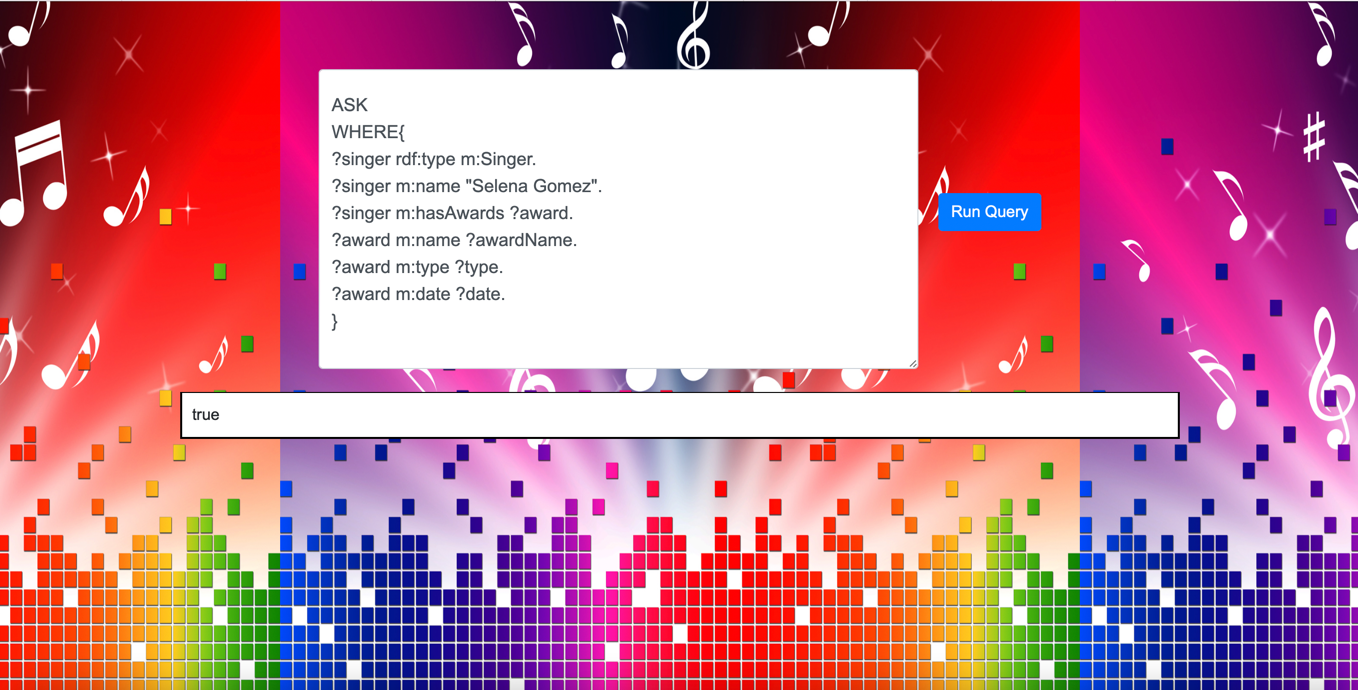 ASK
WHERE{
?singer rdf:type m:Singer.
?singer m:name "Selena Gomez".
?singer m:hasAwards ?award.
?award m:name ?awardName.
?award m:type ?type.
?award m:date ?date.
}
Run Query
true